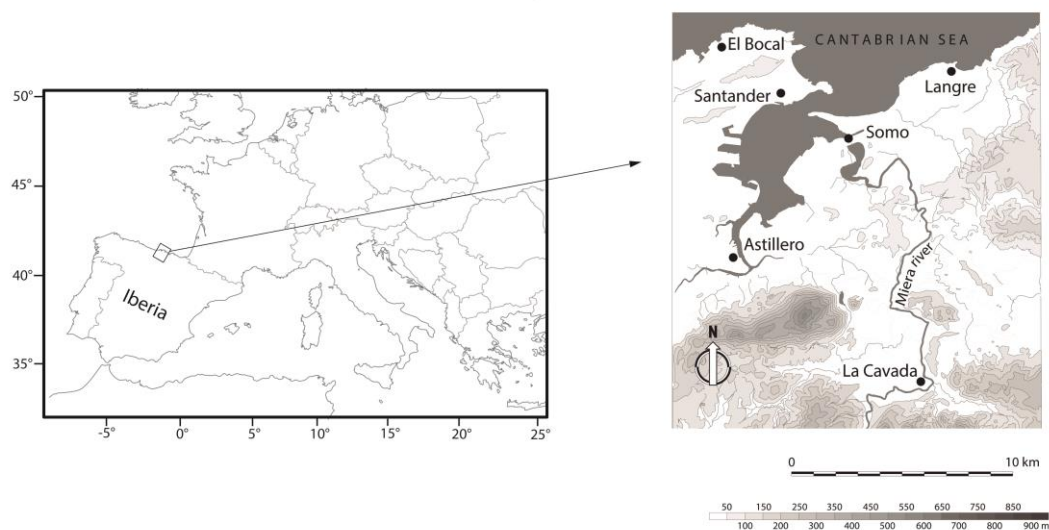 50°
45°
40°
35°
-5°
0°
5°
10°
15°
20°
25°
Iberia
CANTABRIAN SEA
El Bocal
Langre
Santander
Somo
Astillero
Miera river
N
La Cavada
0 10 km
50 150 250 350 450 550 650 750 850
100 200 300 400 500 600 700 800 900 m